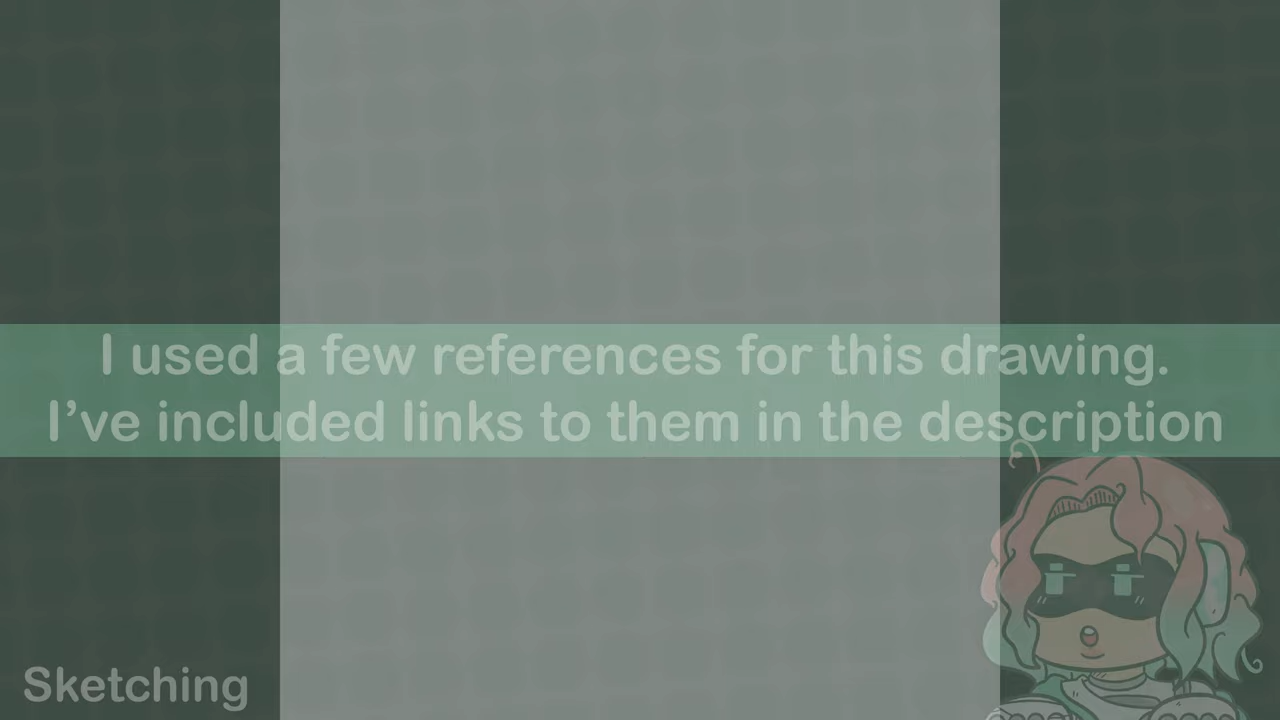 I used a few references for this drawing.
I’ve included links to them in the description
Sketching